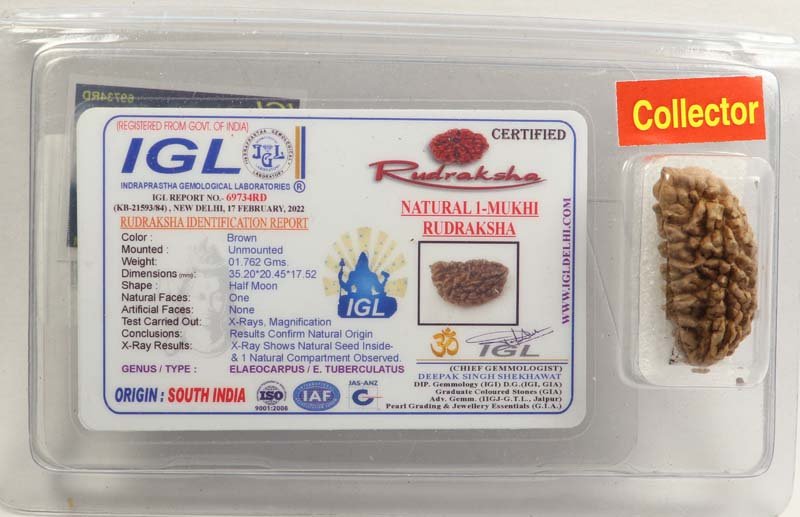 69734RD
IGL
Collector
(REGISTERED FROM GOVT. OF INDIA)
IGL
INDRAPRASTHA GEMOLOGICAL LABORATORY
IGL
®
INDRAPRASTHA GEMOLOGICAL LABORATORIES
IGL REPORT NO.- 69734RD
(KB-21593/84) , NEW DELHI, 17 FEBRUARY, 2022
RUDRAKSHA IDENTIFICATION REPORT
Color : Brown
Mounted : Unmounted
Weight: 01.762 Gms.
Dimensions (mm): 35.20*20.45*17.52
Shape : Half Moon
Natural Faces: One
Artificial Faces: None
Test Carried Out: X-Rays, Magnification
Conclusions: Results Confirm Natural Origin
X-Ray Results: X-Ray Shows Natural Seed Inside-
& 1 Natural Compartment Observed.
GENUS / TYPE : ELAEOCARPUS / E. TUBERCULATUS
ORIGIN : SOUTH INDIA
ISO
9001:2008
IAF
JAS-ANZ
IGL
CERTIFIED
Rudraksha
NATURAL 1-MUKHI
RUDRAKSHA
WWW.IGLDELHI.COM
ॐ IGL
(CHIEF GEMMOLOGIST)
DEEPAK SINGH SHEKHAWAT
DIP. Gemmology (IGI) D.G.(IGI, GIA)
Graduate Coloured Stones (GIA)
Adv. Gemm. (IIGJ-G.T.L., Jaipur)
Pearl Grading & Jewellery Essentials (G.I.A.)